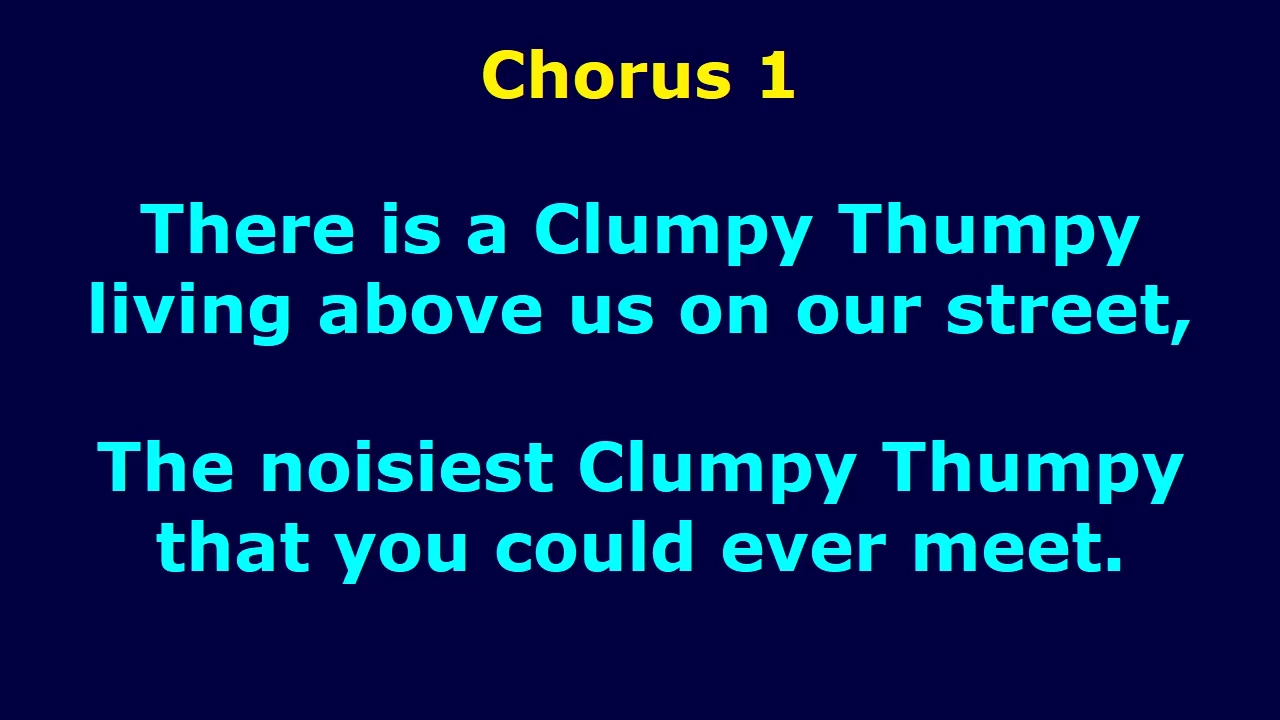 Chorus 1
There is a Clumpy Thumpy
living above us on our street,
The noisiest Clumpy Thumpy
that you could ever meet.